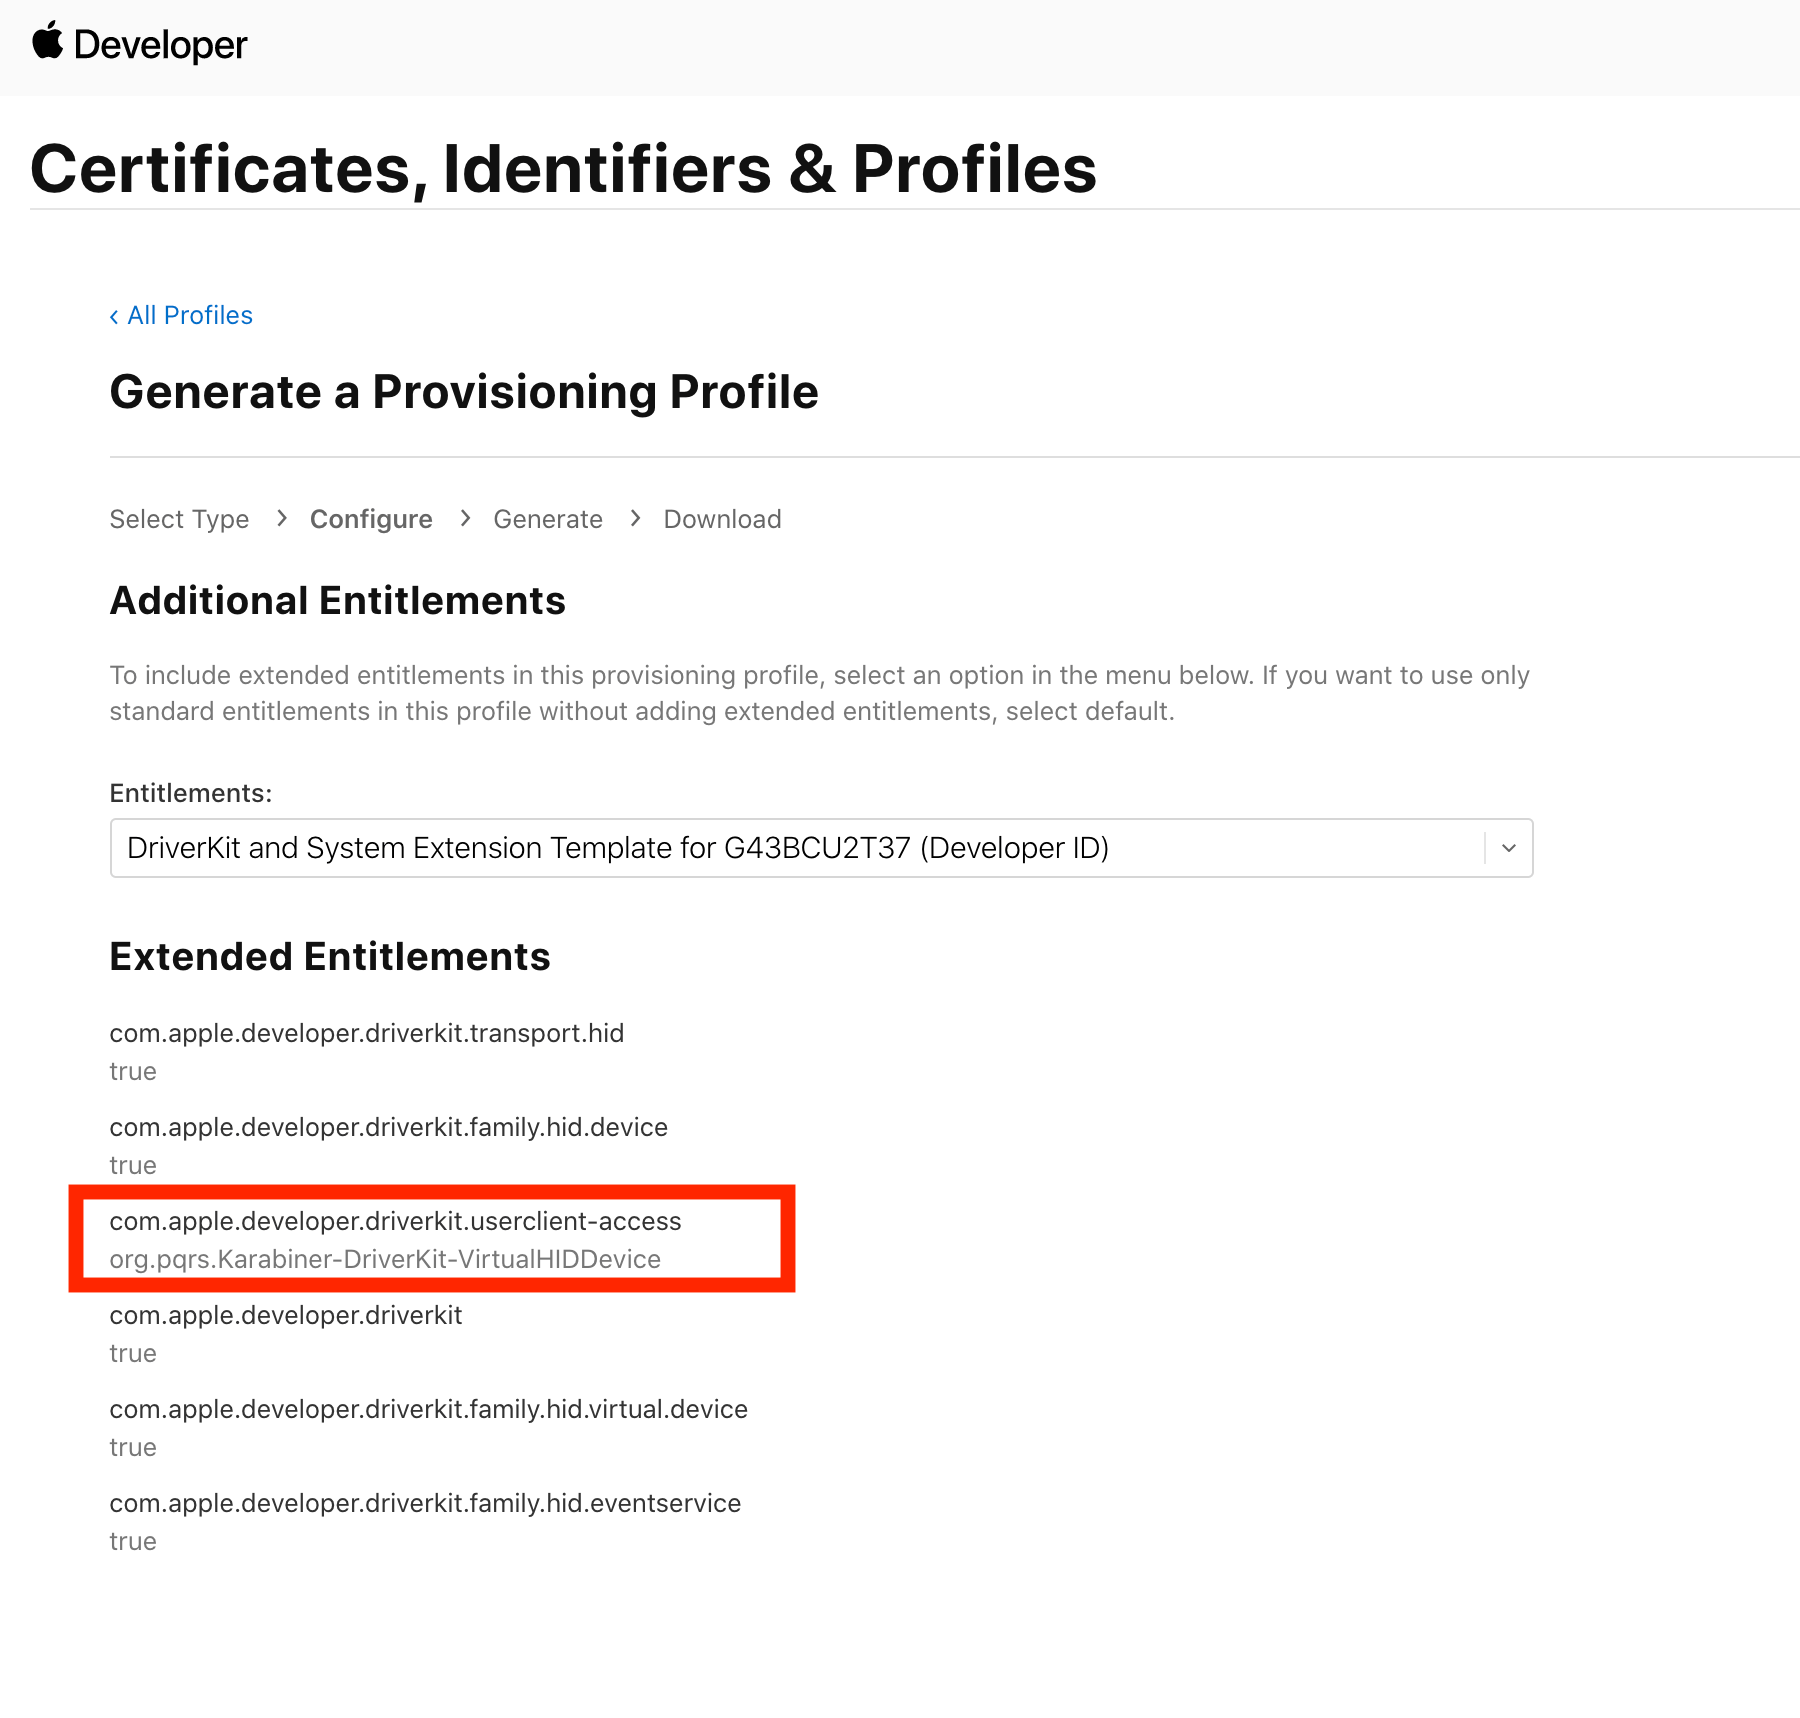 Developer
Certificates, Identifiers & Profiles
‹ All Profiles
Generate a Provisioning Profile
Select Type > Configure > Generate > Download
Additional Entitlements
To include extended entitlements in this provisioning profile, select an option in the menu below. If you want to use only
standard entitlements in this profile without adding extended entitlements, select default.
Entitlements:
DriverKit and System Extension Template for G43BCU2T37 (Developer ID)
Extended Entitlements
com.apple.developer.driverkit.transport.hid
true
com.apple.developer.driverkit.family.hid.device
true
com.apple.developer.driverkit.userclient-access
org.pqrs.Karabiner-DriverKit-VirtualHIDDevice
com.apple.developer.driverkit
true
com.apple.developer.driverkit.family.hid.virtual.device
true
com.apple.developer.driverkit.family.hid.eventservice
true